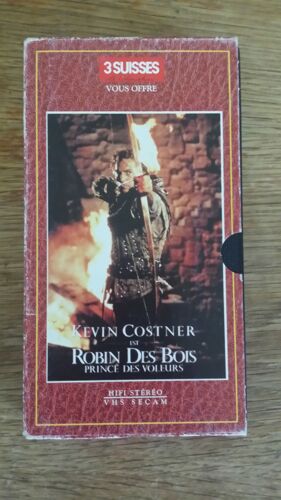 3 SUISSES
VOUS OFFRE
KEVIN COSTNER
EST
ROBIN DES BOIS
PRINCE DES VOLEURS
HIFI STÉRÉO
VHS SECAM